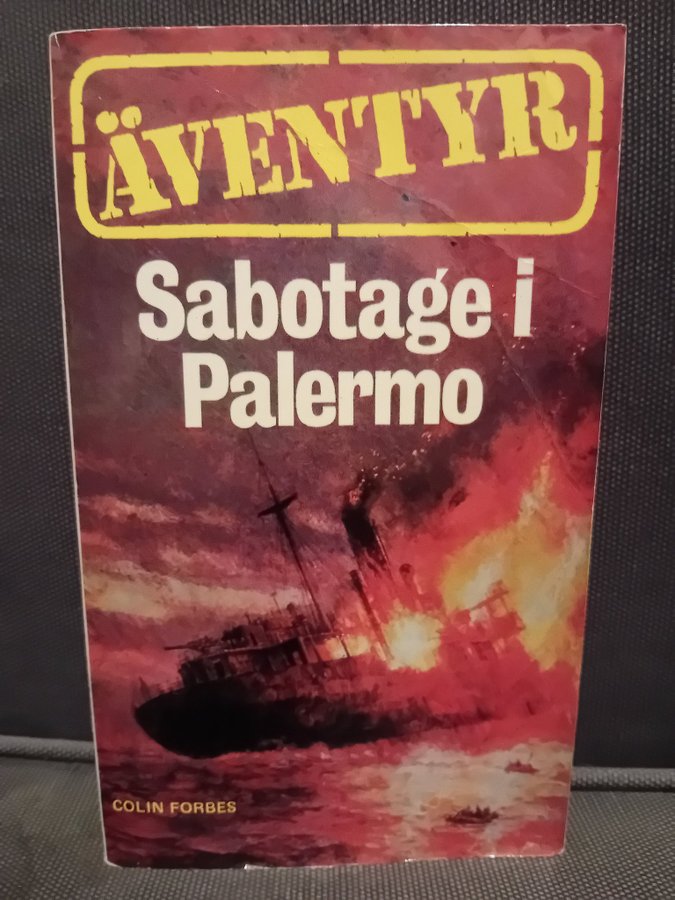 ÄVENTYR
Sabotage i
Palermo
COLIN FORBES